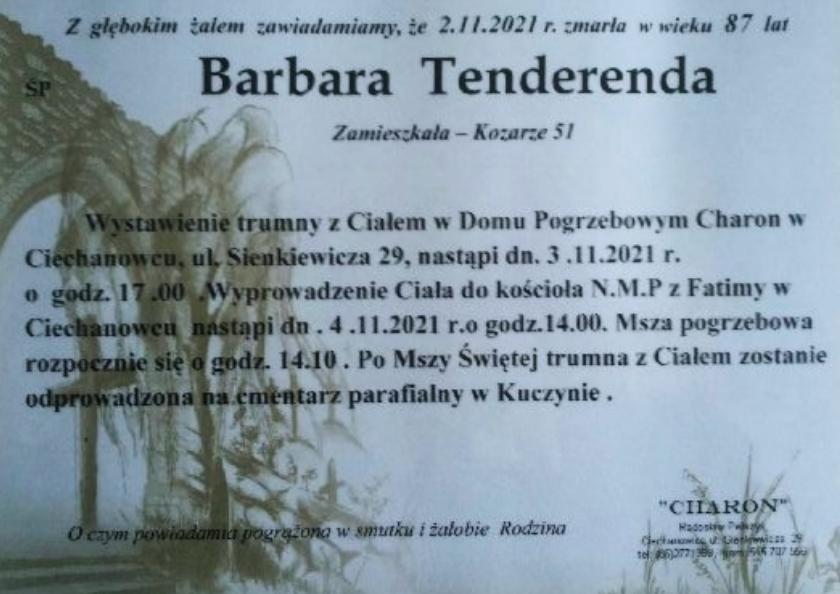 Z głębokim żalem zawiadamiamy, że 2.11.2021 r. zmarła w wieku 87 lat
ŚP
Barbara Tenderenda
Zamieszkała – Kozarze 51
Wystawienie trumny z Ciałem w Domu Pogrzebowym Charon w
Ciechanowcu, ul. Sienkiewicza 29, nastąpi dn. 3 .11.2021 r.
o godz. 17 .00 .Wyprowadzenie Ciała do kościoła N.M.P z Fatimy w
Ciechanowcu nastąpi dn . 4 .11.2021 r.o godz.14.00. Msza pogrzebowa
rozpocznie się o godz. 14.10 . Po Mszy Świętej trumna z Ciałem zostanie
odprowadzona na cmentarz parafialny w Kuczynie .
O czym powiadamia pogrążona w smutku i żałobie Rodzina
"CHARON"
Radosław
Ciechanowiec ul. Sienkiewicza 29